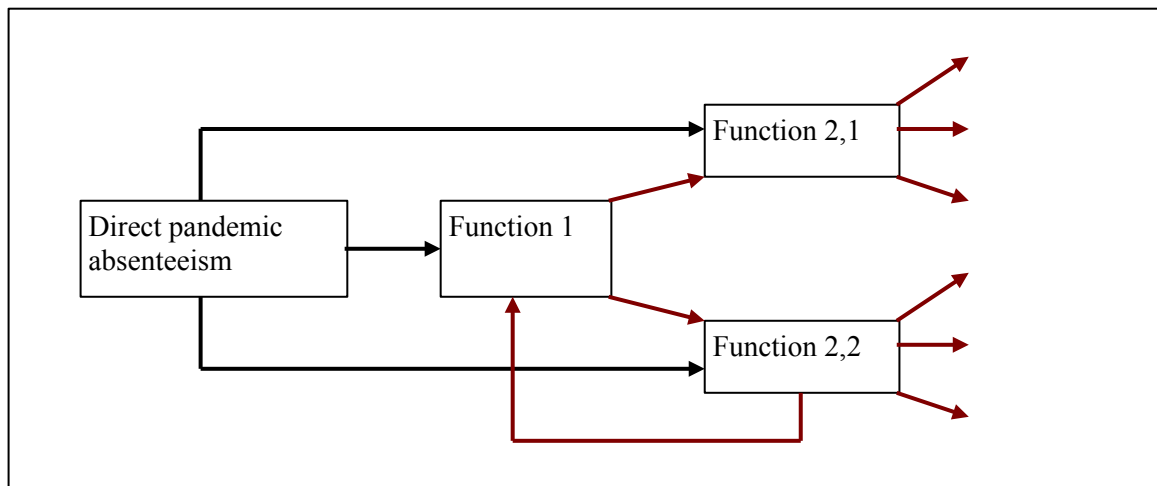 Function 2,1
Direct pandemic
absenteeism
Function 1
Function 2,2